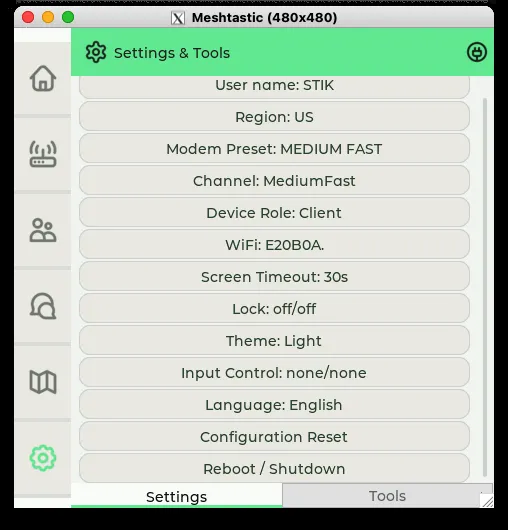 Meshtastic (480x480)
Settings & Tools
User name: STIK
Region: US
Modem Preset: MEDIUM FAST
Channel: MediumFast
Device Role: Client
WiFi: E20B0A.
Screen Timeout: 30s
Lock: off/off
Theme: Light
Input Control: none/none
Language: English
Configuration Reset
Reboot / Shutdown
Settings
Tools